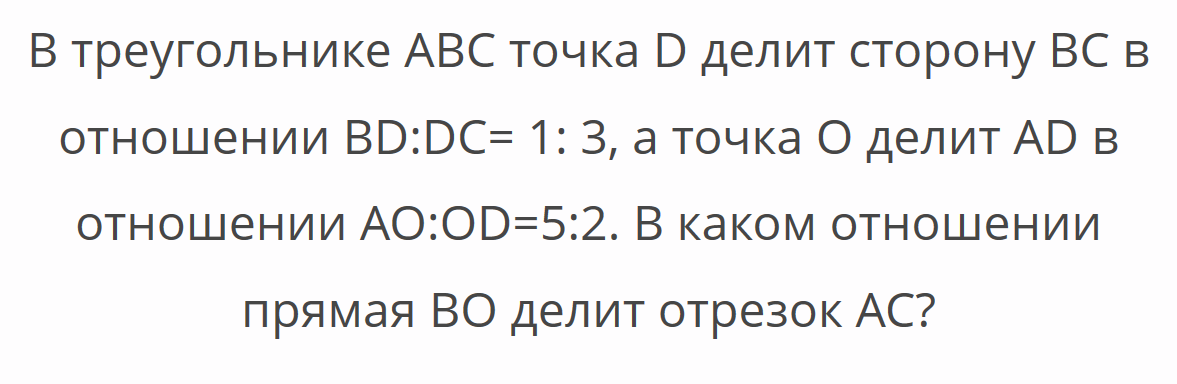 В треугольнике ABC точка D делит сторону BC в
отношении BD:DC= 1: 3, а точка O делит AD в
отношении AO:OD=5:2. В каком отношении
прямая BO делит отрезок AC?